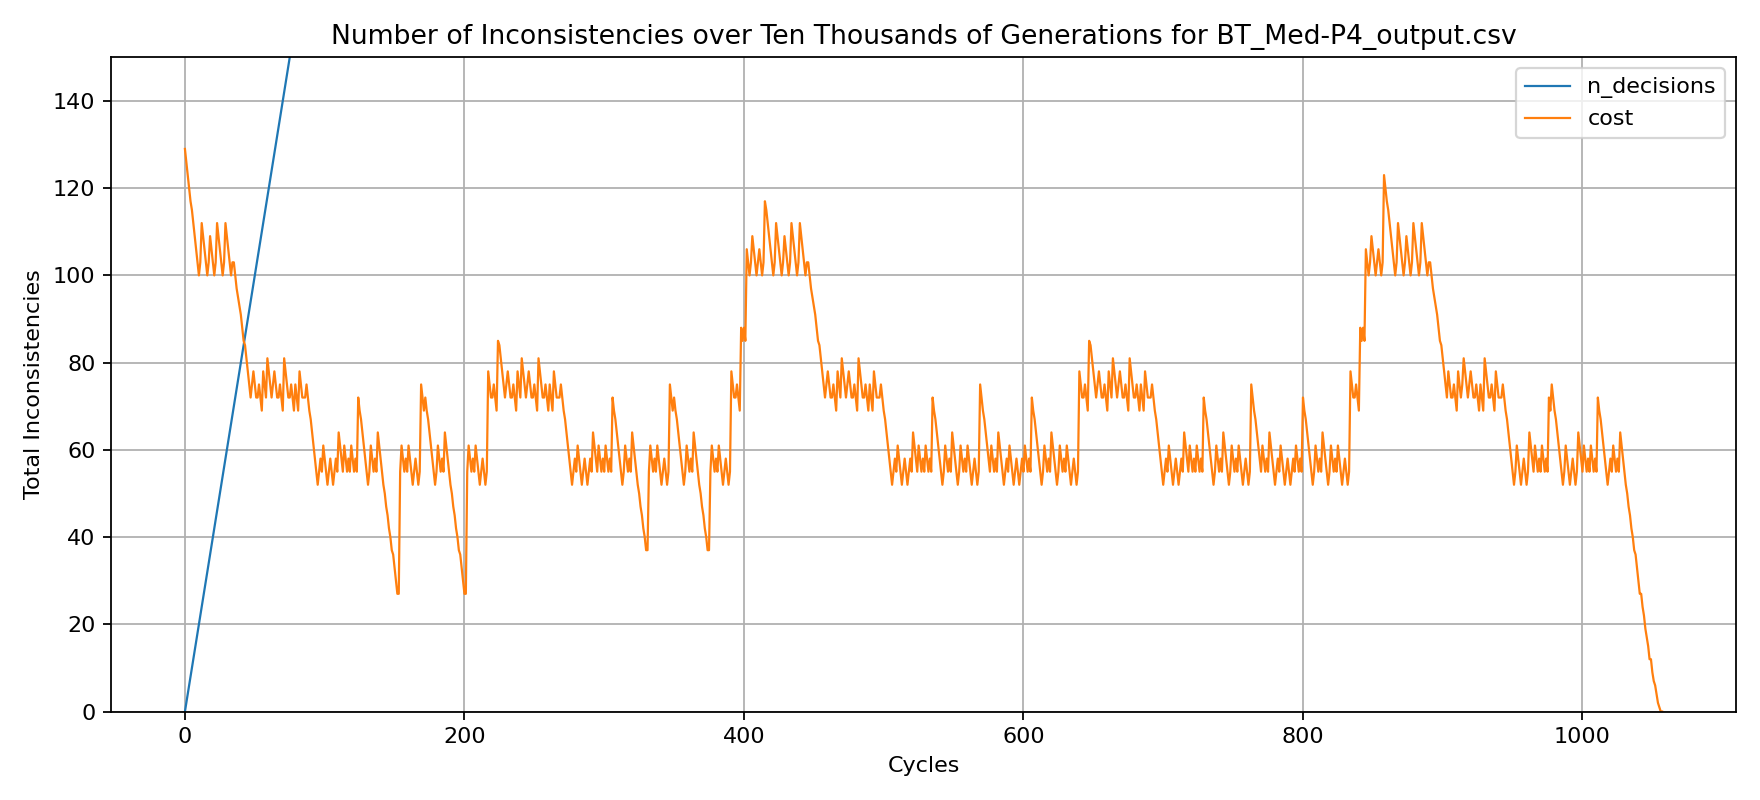 Number of Inconsistencies over Ten Thousands of Generations for BT_Med-P4_output.csv
n_decisions
cost
Total Inconsistencies
140
120
100
80
60
40
20
0
0 200 400 600 800 1000
Cycles